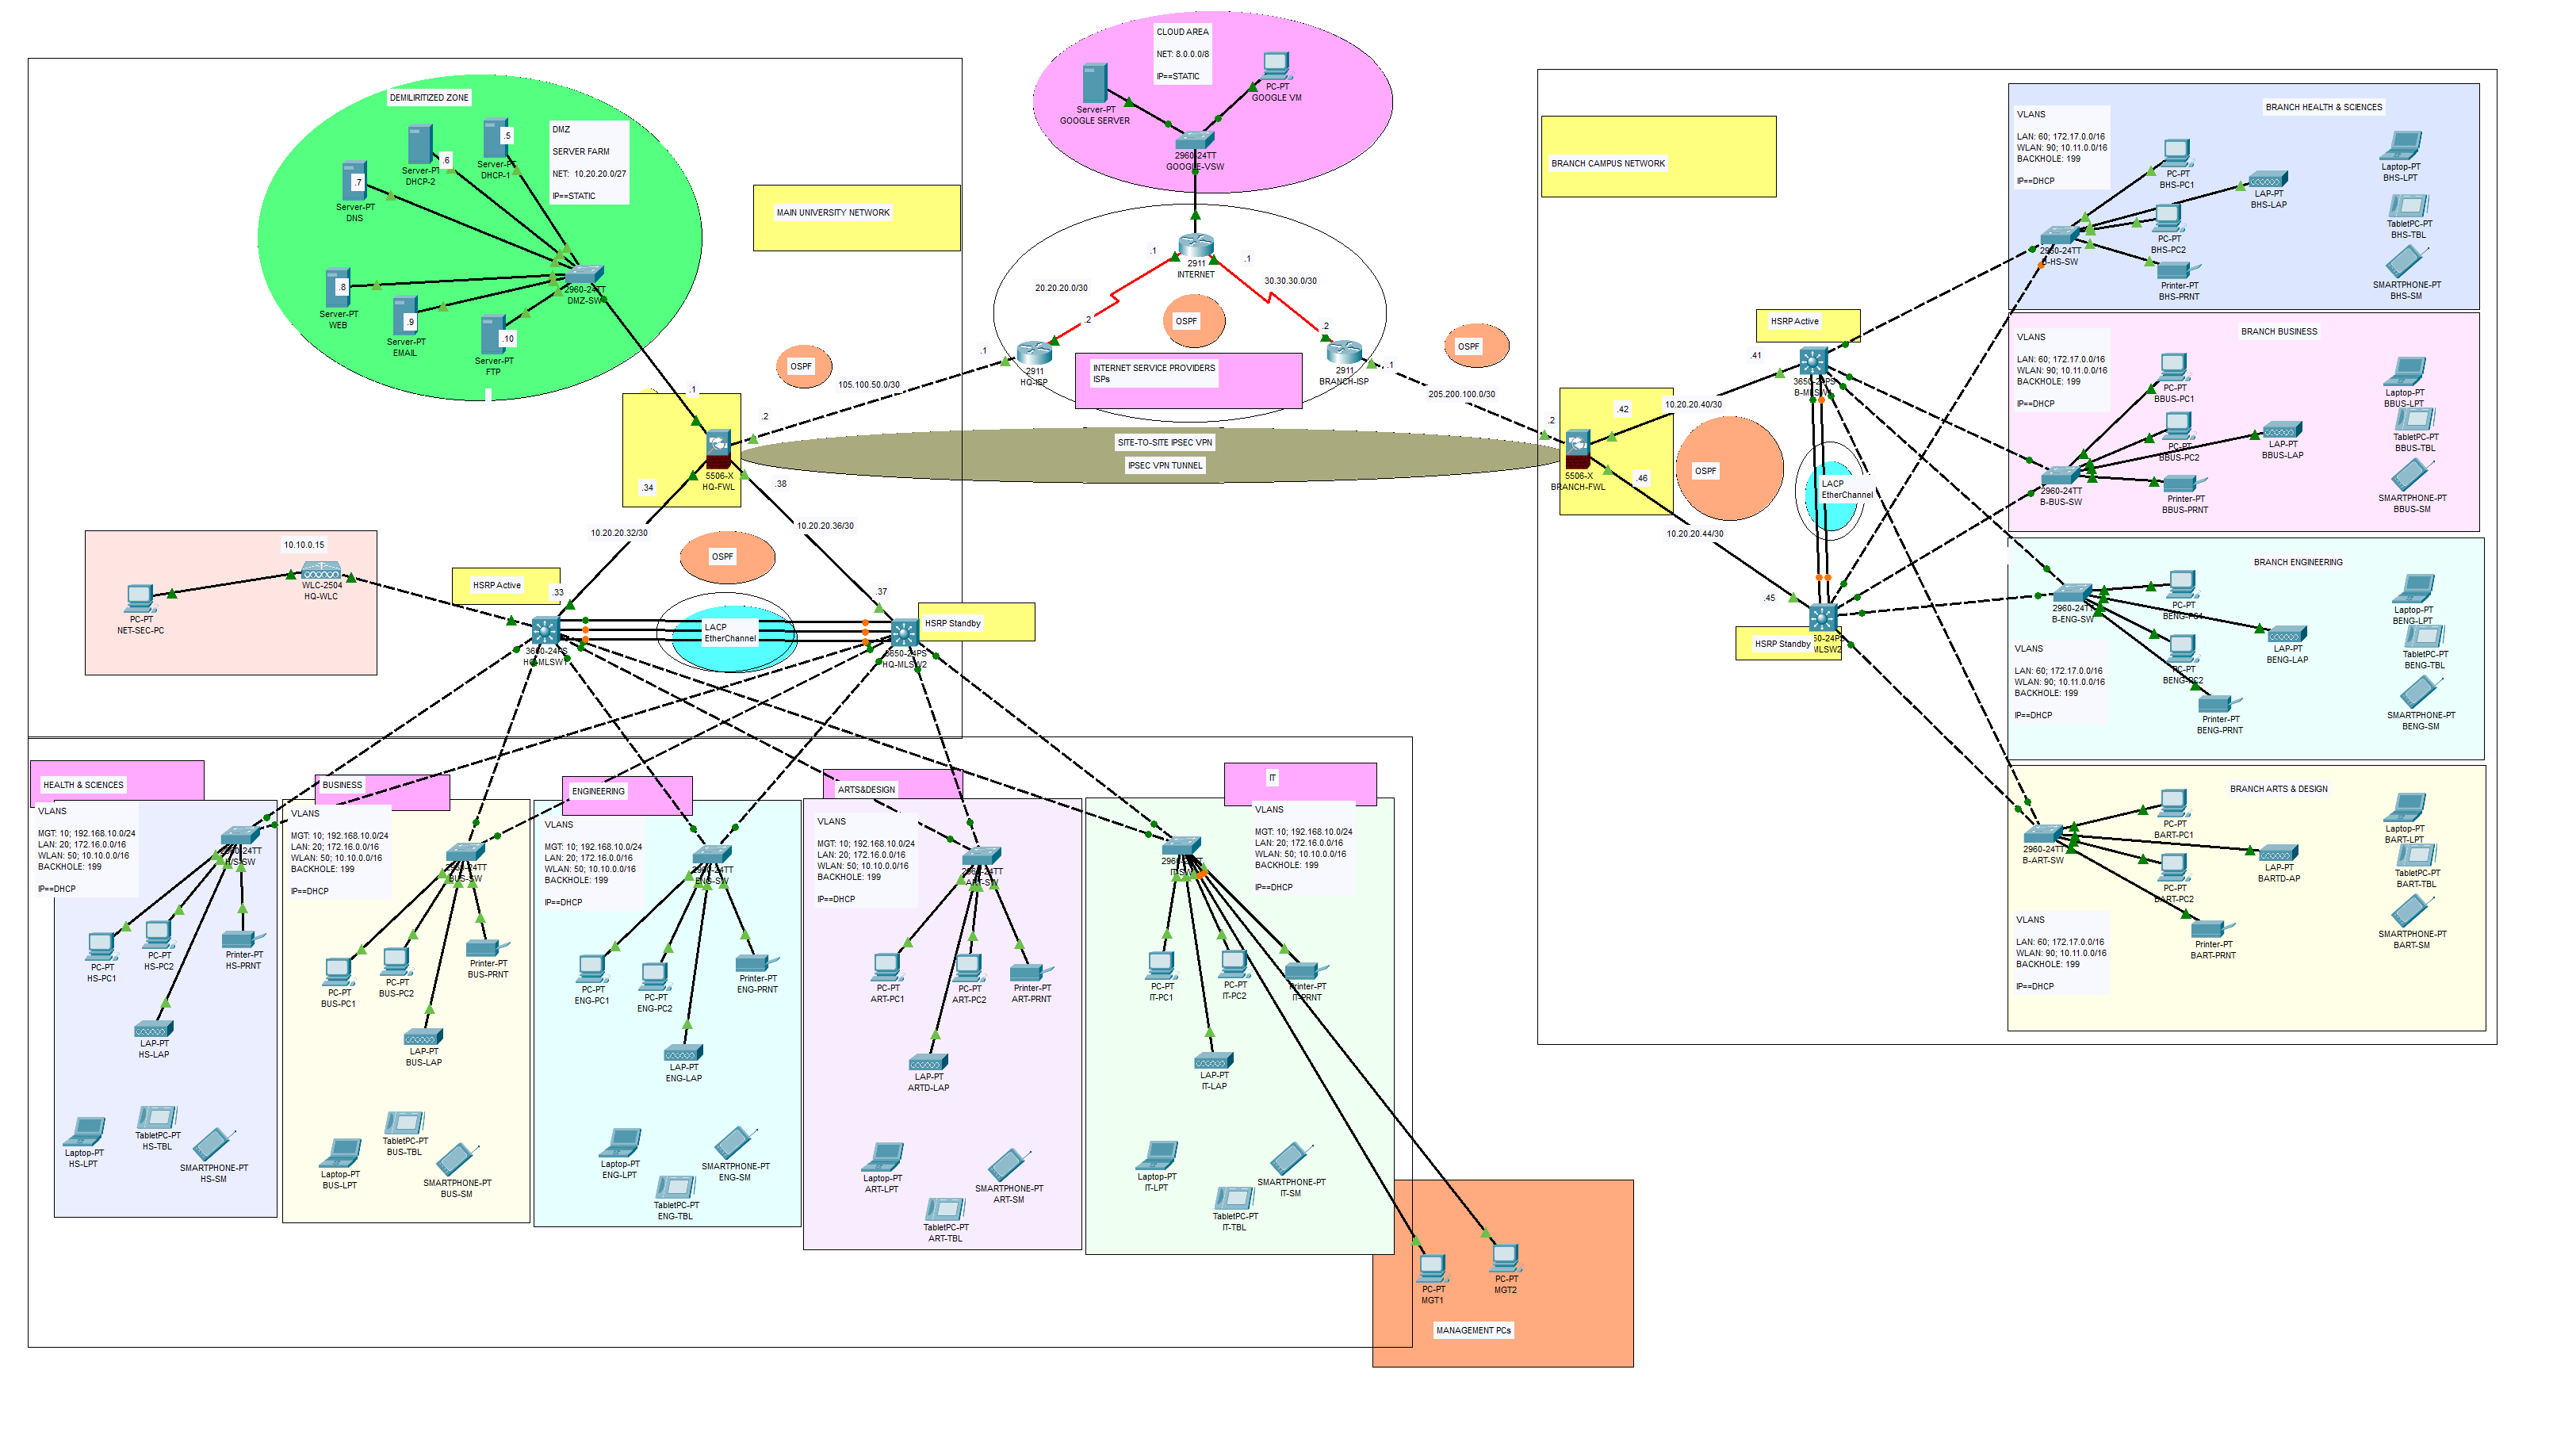 CLOUD AREA
NET: 8.0.0.0/8
IP==STATIC
Server-PT
GOOGLE SERVER
PC-PT
GOOGLE VM
2960-24TT
GOOGLE-VSW
DEMILIRITIZED ZONE
DMZ
SERVER FARM
NET: 10.20.20.0/27
IP==STATIC
.5
Server-PT
DHCP-1
.6
Server-PT
DHCP-2
.7
Server-PT
DNS
.8
Server-PT
WEB
.9
Server-PT
EMAIL
.10
Server-PT
FTP
2960-24TT
DMZ-SW
MAIN UNIVERSITY NETWORK
.1
2911
INTERNET
.1
20.20.20.0/30
30.30.30.0/30
OSPF
.2
.2
.1
2911
HQ-ISP
2911
BRANCH-ISP
.1
INTERNET SERVICE PROVIDERS
ISPs
OSPF
105.100.50.0/30
OSPF
205.200.100.0/30
.1
.2
5506-X
HQ-FWL
.34
.38
SITE-TO-SITE IPSEC VPN
IPSEC VPN TUNNEL
.2
5506-X
BRANCH-FWL
.42
.46
10.20.20.40/30
10.20.20.44/30
OSPF
BRANCH CAMPUS NETWORK
HSRP Active
.41
3650-24PS
LACP
EtherChannel
.45
HSRP Standby
10.20.20.32/30
10.20.20.36/30
OSPF
10.10.0.15
WLC-2504
HQ-WLC
PC-PT
NET-SEC-PC
HSRP Active
.33
3650-24PS
HQ-MLSW1
LACP
EtherChannel
.37
HSRP Standby
3650-24PS
HQ-MLSW2
BRANCH HEALTH & SCIENCES
VLANS
LAN: 60; 172.17.0.0/16
WLAN: 90; 10.11.0.0/16
BACKHOLE: 199
IP==DHCP
2960-24TT
B-HS-SW
PC-PT
BHS-PC1
PC-PT
BHS-PC2
LAP-PT
BHS-LAP
Printer-PT
BHS-PRNT
Laptop-PT
BHS-LPT
TabletPC-PT
BHS-TBL
SMARTPHONE-PT
BHS-SM
BRANCH BUSINESS
VLANS
LAN: 60; 172.17.0.0/16
WLAN: 90; 10.11.0.0/16
BACKHOLE: 199
IP==DHCP
2960-24TT
B-BUS-SW
PC-PT
BBUS-PC1
PC-PT
BBUS-PC2
LAP-PT
BBUS-LAP
Printer-PT
BBUS-PRNT
Laptop-PT
BBUS-LPT
TabletPC-PT
BBUS-TBL
SMARTPHONE-PT
BBUS-SM
BRANCH ENGINEERING
2960-24TT
B-ENG-SW
VLANS
LAN: 60; 172.17.0.0/16
WLAN: 90; 10.11.0.0/16
BACKHOLE: 199
IP==DHCP
PC-PT
BENG-PC1
PC-PT
BENG-PC2
LAP-PT
BENG-LAP
Printer-PT
BENG-PRNT
Laptop-PT
BENG-LPT
TabletPC-PT
BENG-TBL
SMARTPHONE-PT
BENG-SM
BRANCH ARTS & DESIGN
2960-24TT
B-ART-SW
PC-PT
BART-PC1
PC-PT
BART-PC2
LAP-PT
BARTD-AP
Printer-PT
BART-PRNT
Laptop-PT
BART-LPT
TabletPC-PT
BART-TBL
SMARTPHONE-PT
BART-SM
VLANS
LAN: 60; 172.17.0.0/16
WLAN: 90; 10.11.0.0/16
BACKHOLE: 199
IP==DHCP
HEALTH & SCIENCES
VLANS
MGT: 10; 192.168.10.0/24
LAN: 20; 172.16.0.0/16
WLAN: 50; 10.10.0.0/16
BACKHOLE: 199
IP==DHCP
2960-24TT
H/S-SW
PC-PT
HS-PC1
PC-PT
HS-PC2
Printer-PT
HS-PRNT
LAP-PT
HS-LAP
Laptop-PT
HS-LPT
TabletPC-PT
HS-TBL
SMARTPHONE-PT
HS-SM
BUSINESS
VLANS
MGT: 10; 192.168.10.0/24
LAN: 20; 172.16.0.0/16
WLAN: 50; 10.10.0.0/16
BACKHOLE: 199
IP==DHCP
2960-24TT
BUS-SW
PC-PT
BUS-PC1
PC-PT
BUS-PC2
Printer-PT
BUS-PRNT
LAP-PT
BUS-LAP
Laptop-PT
BUS-LPT
TabletPC-PT
BUS-TBL
SMARTPHONE-PT
BUS-SM
ENGINEERING
VLANS
MGT: 10; 192.168.10.0/24
LAN: 20; 172.16.0.0/16
WLAN: 50; 10.10.0.0/16
BACKHOLE: 199
IP==DHCP
2960-24TT
ENG-SW
PC-PT
ENG-PC1
PC-PT
ENG-PC2
Printer-PT
ENG-PRNT
LAP-PT
ENG-LAP
Laptop-PT
ENG-LPT
TabletPC-PT
ENG-TBL
SMARTPHONE-PT
ENG-SM
ARTS&DESIGN
VLANS
MGT: 10; 192.168.10.0/24
LAN: 20; 172.16.0.0/16
WLAN: 50; 10.10.0.0/16
BACKHOLE: 199
IP==DHCP
2960-24TT
ART-SW
PC-PT
ART-PC1
PC-PT
ART-PC2
Printer-PT
ART-PRNT
LAP-PT
ARTD-LAP
Laptop-PT
ART-LPT
TabletPC-PT
ART-TBL
SMARTPHONE-PT
ART-SM
IT
VLANS
MGT: 10; 192.168.10.0/24
LAN: 20; 172.16.0.0/16
WLAN: 50; 10.10.0.0/16
BACKHOLE: 199
IP==DHCP
2960-24TT
IT-SW
PC-PT
IT-PC1
PC-PT
IT-PC2
Printer-PT
IT-PRNT
LAP-PT
IT-LAP
Laptop-PT
IT-LPT
TabletPC-PT
IT-TBL
SMARTPHONE-PT
IT-SM
PC-PT
MGT1
PC-PT
MGT2
MANAGEMENT PCs